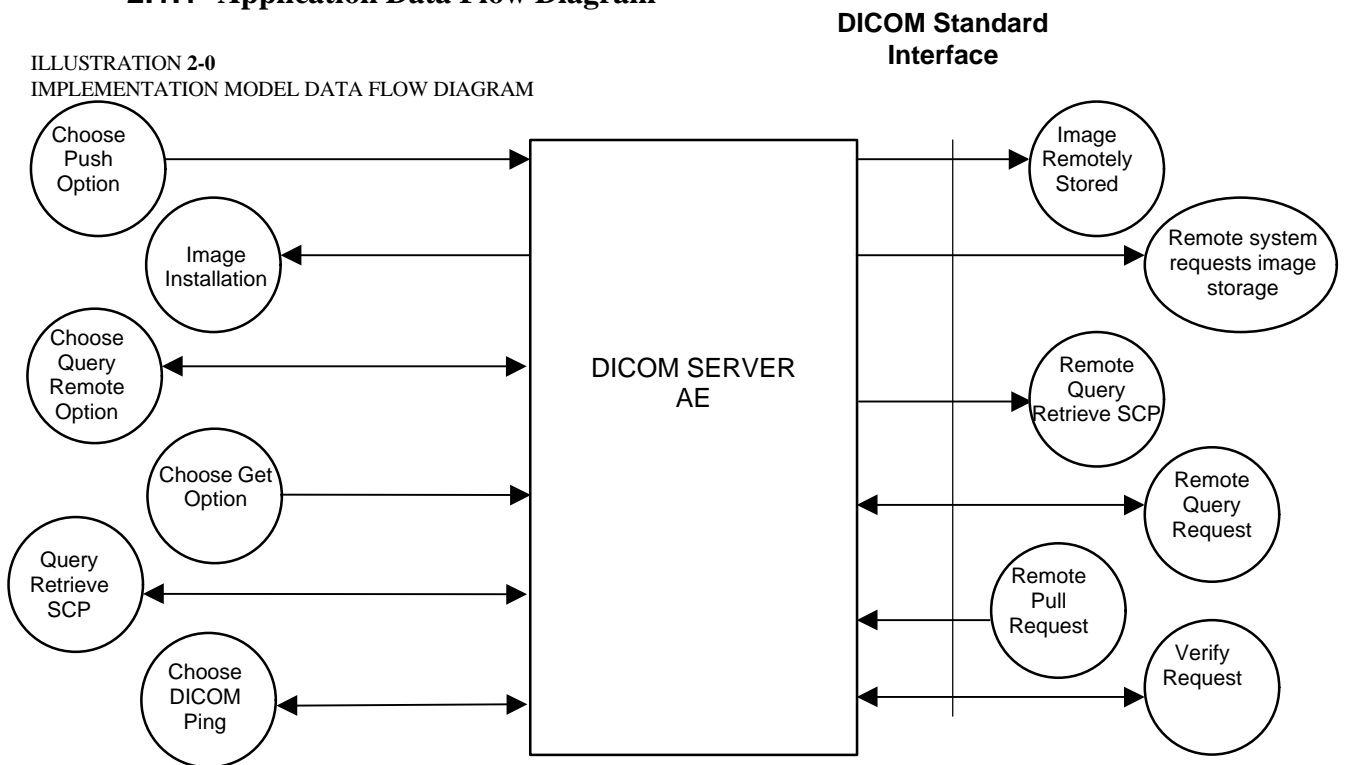 2.4.1 Application Data Flow Diagram
DICOM Standard
Interface
ILLUSTRATION 2-0
IMPLEMENTATION MODEL DATA FLOW DIAGRAM
Choose
Push
Option
Image
Installation
Choose
Query
Remote
Option
Choose Get
Option
Query
Retrieve
SCP
Choose
DICOM
Ping
DICOM SERVER
AE
Image
Remotely
Stored
Remote system
requests image
storage
Remote
Query
Retrieve SCP
Remote
Query
Request
Remote
Pull
Request
Verify
Request